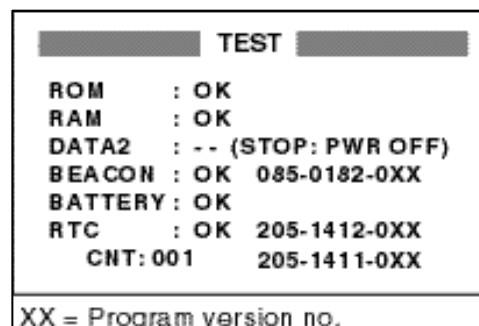 TEST
ROM : OK
RAM : OK
DATA2 : - - (STOP: PWR OFF)
BEACON : OK 085-0182-0XX
BATTERY : OK
RTC : OK 205-1412-0XX
CNT: 001 205-1411-0XX
XX = Program version no.